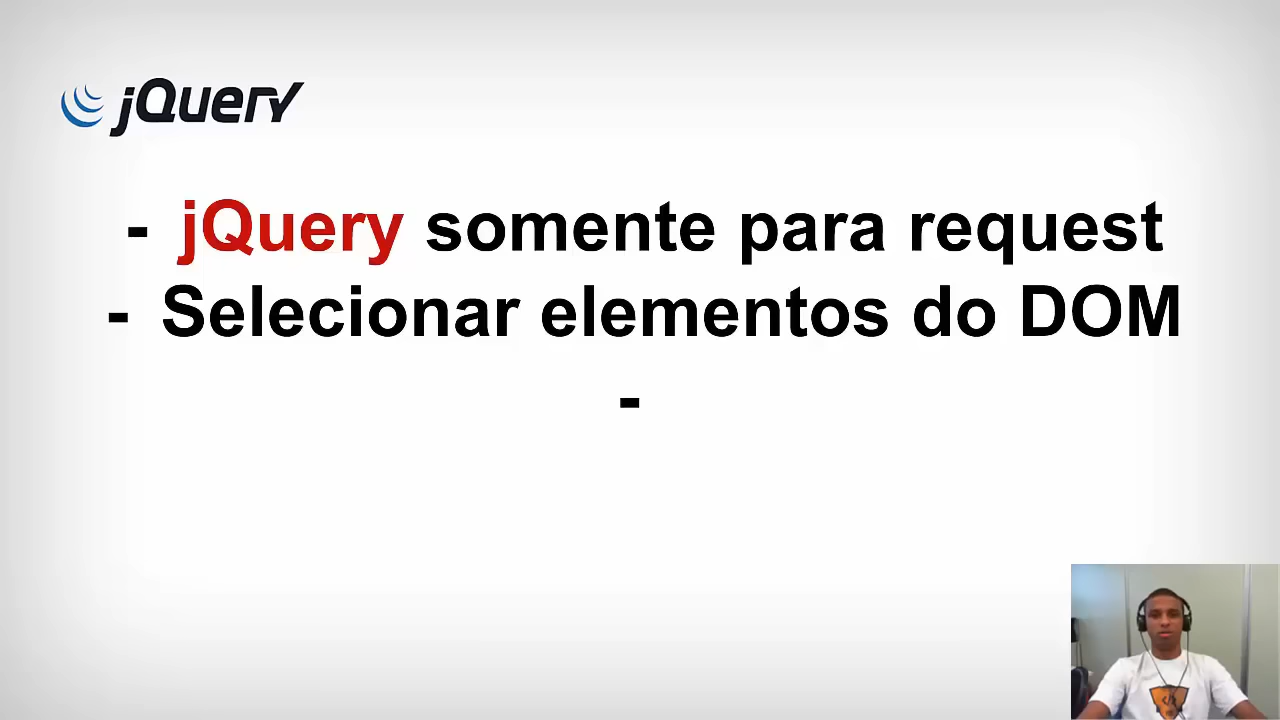 jQuery
- jQuery somente para request
- Selecionar elementos do DOM
-